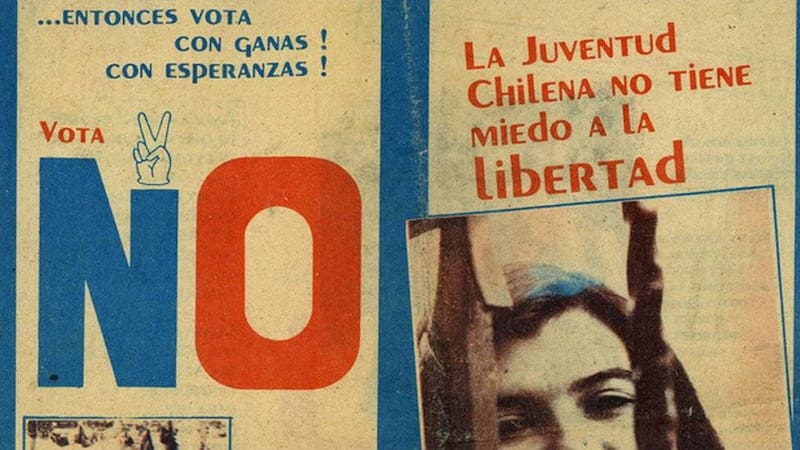 ...ENTONCES VOTA
CON GANAS !
CON ESPERANZAS !
VOTA
NO
LA JUVENTUD
CHILENA NO TIENE
MIEDO A LA
LIBERTAD